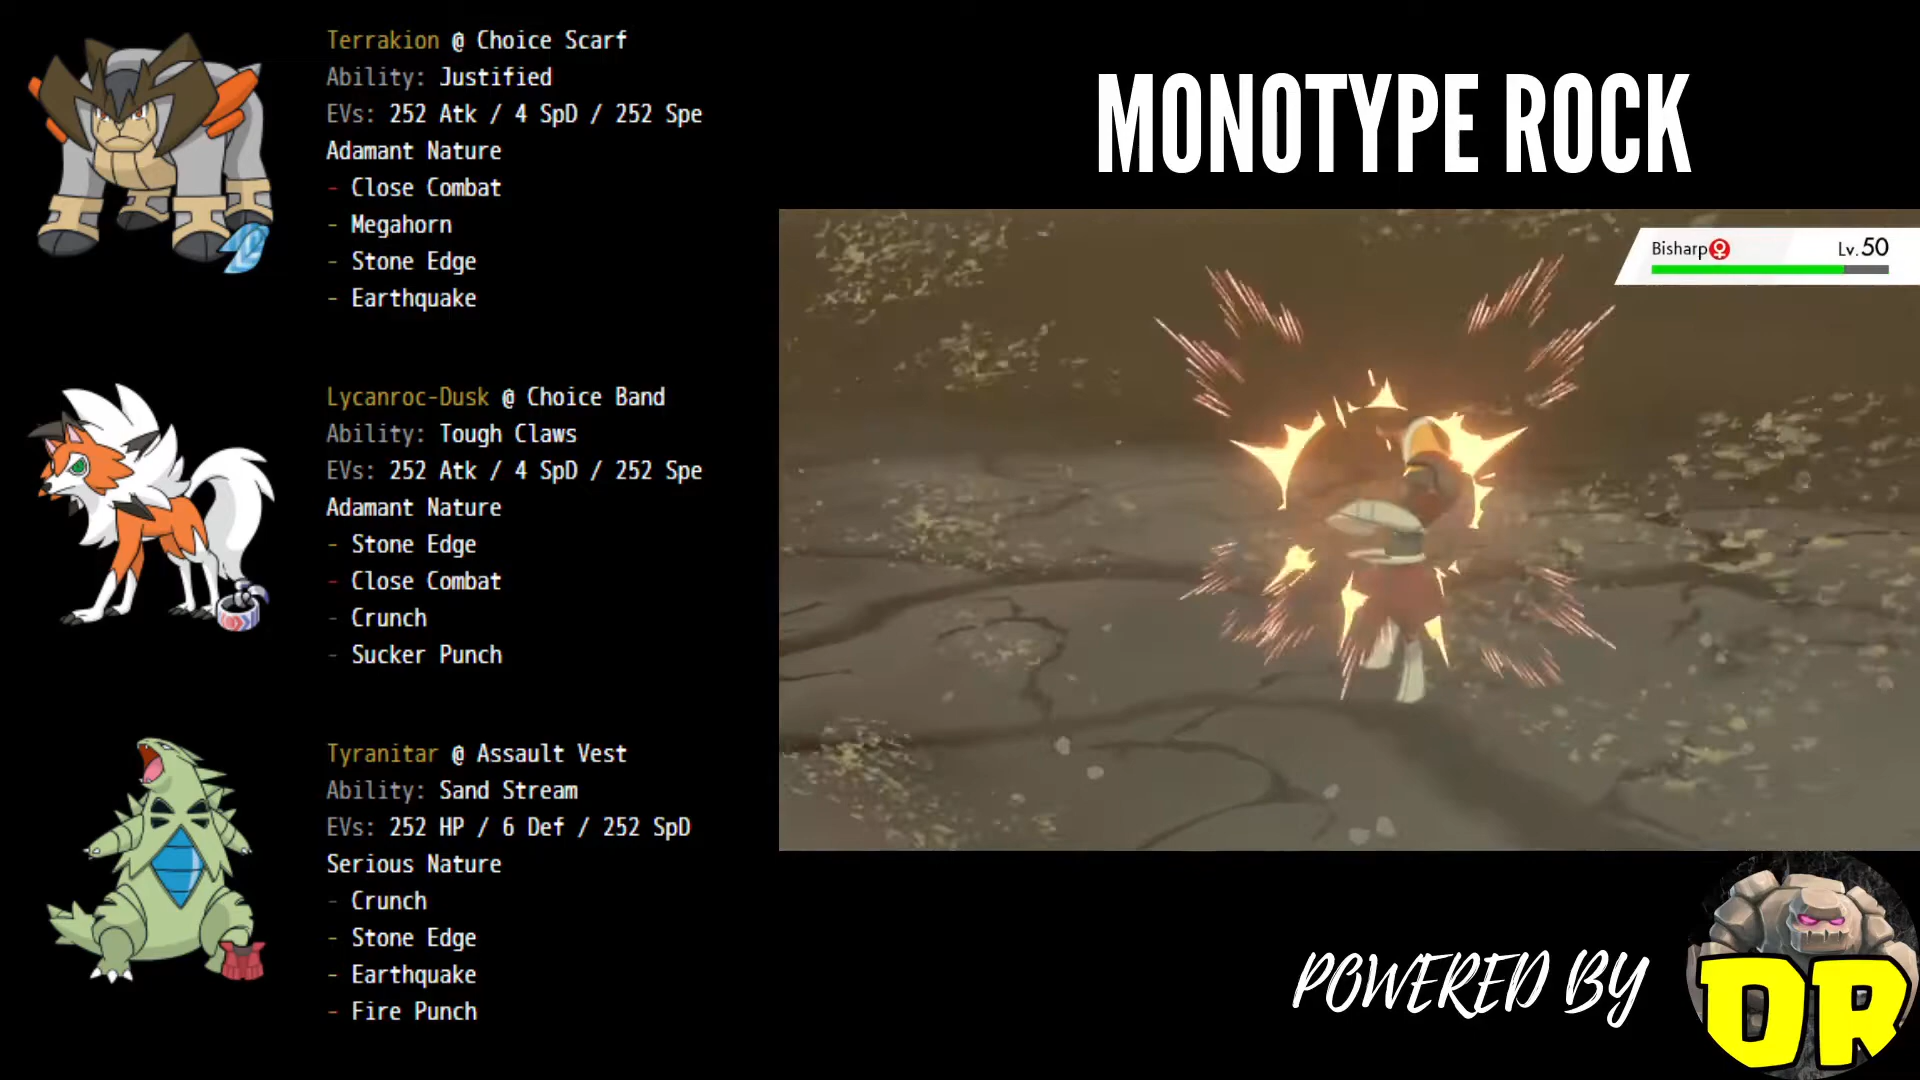 Terrakion @ Choice Scarf
Ability: Justified
EVs: 252 Atk / 4 SpD / 252 Spe
Adamant Nature
- Close Combat
- Megahorn
- Stone Edge
- Earthquake
Lycanroc-Dusk @ Choice Band
Ability: Tough Claws
EVs: 252 Atk / 4 SpD / 252 Spe
Adamant Nature
- Stone Edge
- Close Combat
- Crunch
- Sucker Punch
Tyranitar @ Assault Vest
Ability: Sand Stream
EVs: 252 HP / 6 Def / 252 SpD
Serious Nature
- Crunch
- Stone Edge
- Earthquake
- Fire Punch
MONOTYPE ROCK
Bisharp♀ Lv.50
POWERED BY
DR